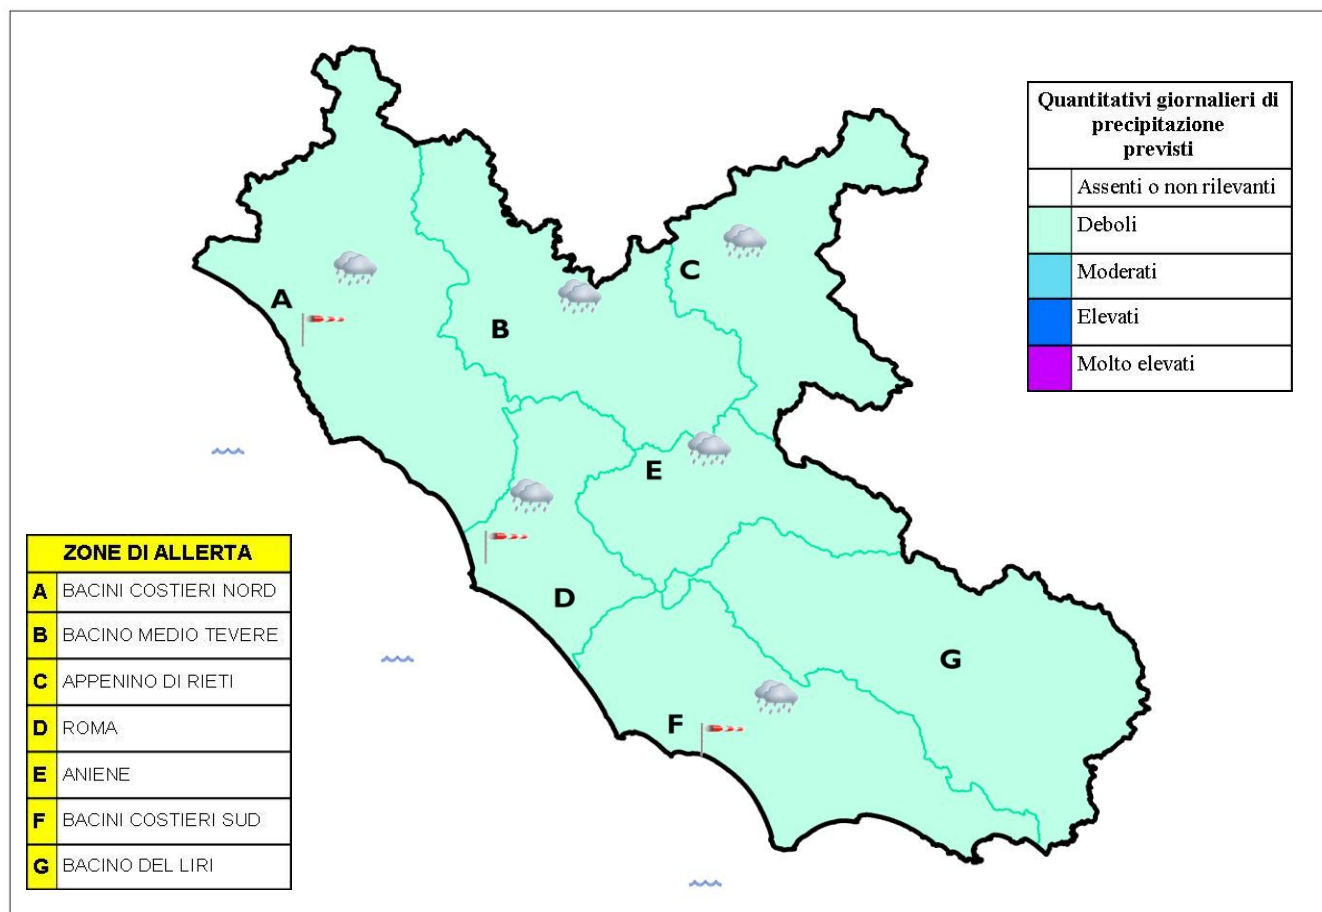 Quantitativi giornalieri di
precipitazione
previsti
Assenti o non rilevanti
Deboli
Moderati
Elevati
Molto elevati
A
B
C
D
E
F
G
ZONE DI ALLERTA
A BACINI COSTIERI NORD
B BACINO MEDIO TEVERE
C APPENINO DI RIETI
D ROMA
E ANIENE
F BACINI COSTIERI SUD
G BACINO DEL LIRI